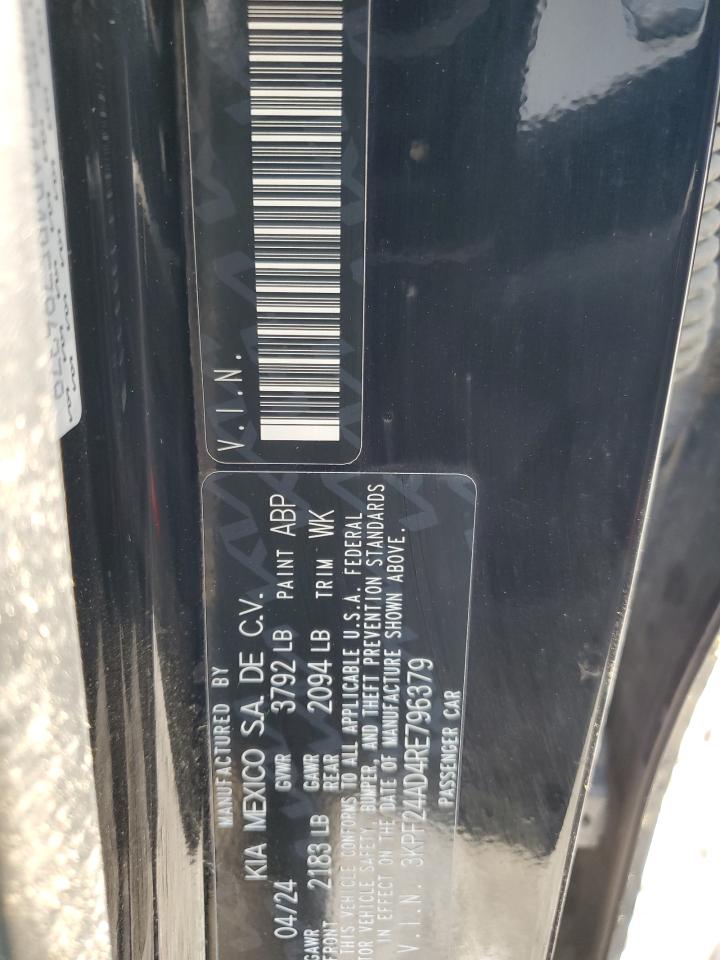 V.I.N.
MANUFACTURED BY
KIA MEXICO S.A. DE C.V.
04/24 GVWR 3792 LB PAINT ABP
GAWR FRONT 2183 LB GAWR REAR 2094 LB TRIM WK
THIS VEHICLE CONFORMS TO ALL APPLICABLE U.S.A. FEDERAL
TOR VEHICLE SAFETY, BUMPER, AND THEFT PREVENTION STANDARDS
IN EFFECT ON THE DATE OF MANUFACTURE SHOWN ABOVE.
V.I.N. 3KPF24AD4RE796379
PASSENGER CAR